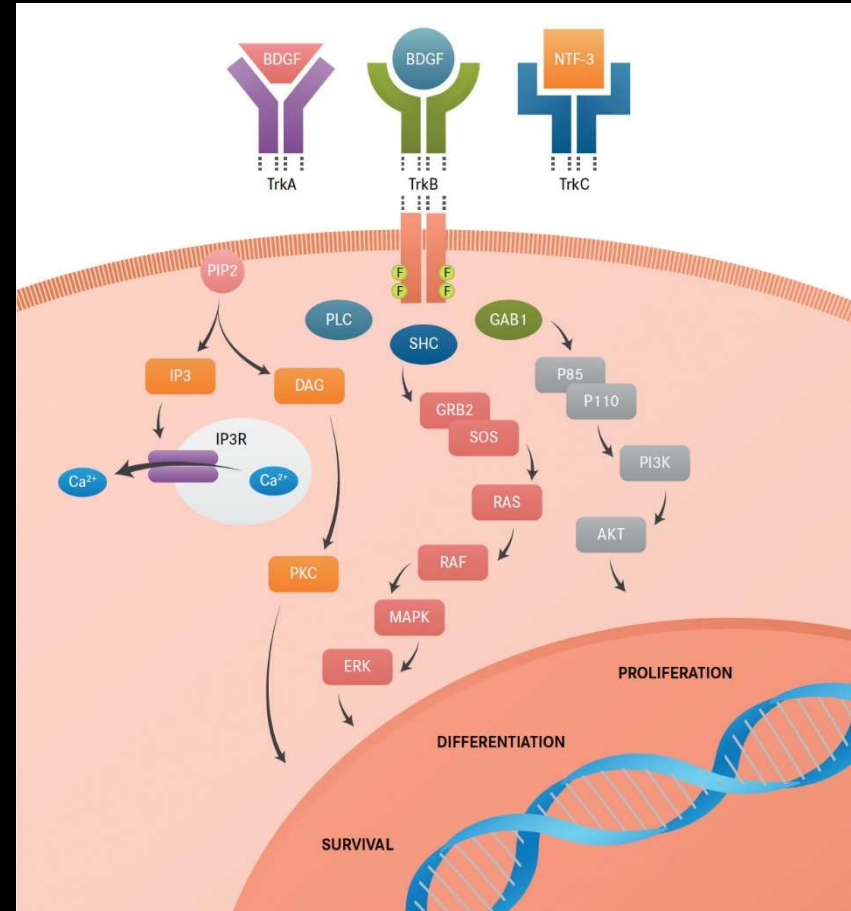 BDGF
BDGF
NTF-3
TrkA
TrkB
TrkC
PIP2
F
F
F
F
PLC
SHC
GAB1
IP3
DAG
P85
P110
GRB2
SOS
IP3R
Ca²⁺
Ca²⁺
PI3K
RAS
AKT
RAF
PKC
MAPK
ERK
PROLIFERATION
DIFFERENTIATION
SURVIVAL